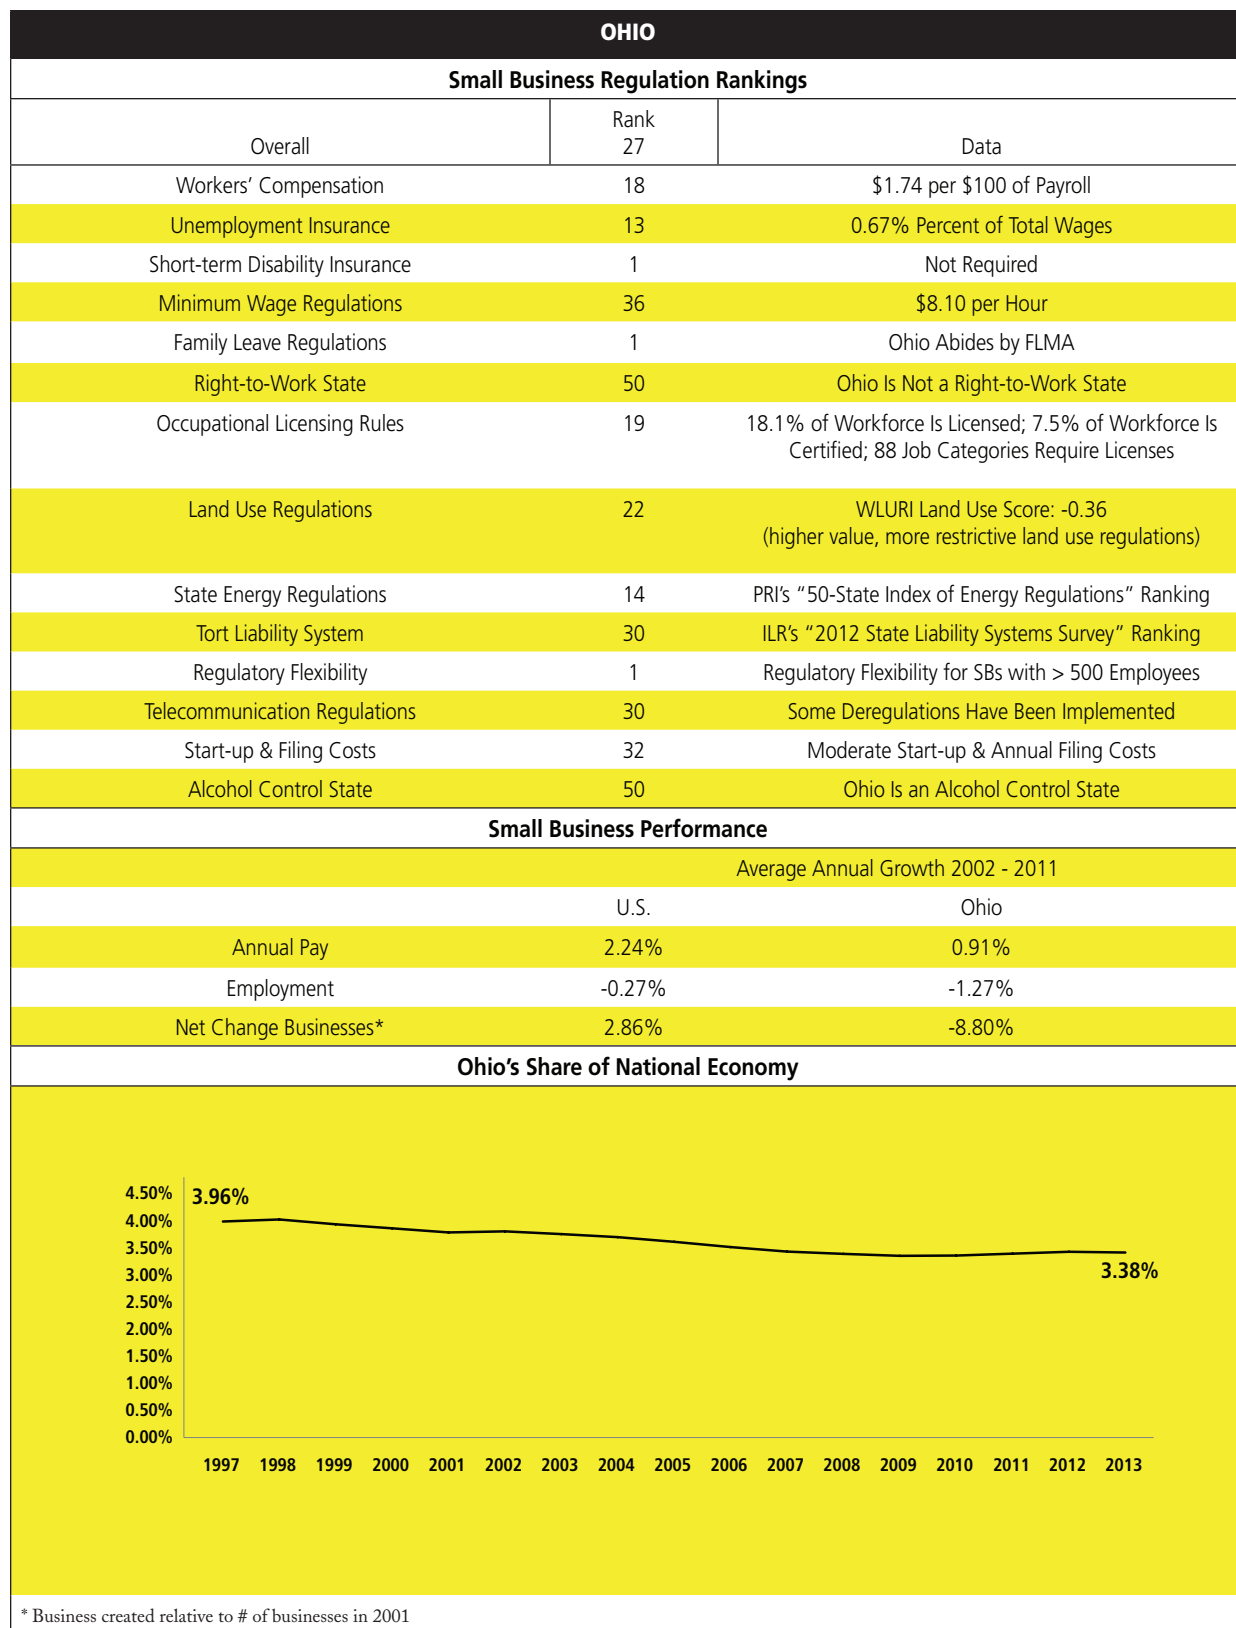 OHIO
Small Business Regulation Rankings
Rank
Overall 27 Data
Workers’ Compensation 18 $1.74 per $100 of Payroll
Unemployment Insurance 13 0.67% Percent of Total Wages
Short-term Disability Insurance 1 Not Required
Minimum Wage Regulations 36 $8.10 per Hour
Family Leave Regulations 1 Ohio Abides by FLMA
Right-to-Work State 50 Ohio Is Not a Right-to-Work State
Occupational Licensing Rules 19 18.1% of Workforce Is Licensed; 7.5% of Workforce Is
Certified; 88 Job Categories Require Licenses
Land Use Regulations 22 WLURI Land Use Score: -0.36
(higher value, more restrictive land use regulations)
State Energy Regulations 14 PRI’s “50-State Index of Energy Regulations” Ranking
Tort Liability System 30 ILR’s “2012 State Liability Systems Survey” Ranking
Regulatory Flexibility 1 Regulatory Flexibility for SBs with > 500 Employees
Telecommunication Regulations 30 Some Deregulations Have Been Implemented
Start-up & Filing Costs 32 Moderate Start-up & Annual Filing Costs
Alcohol Control State 50 Ohio Is an Alcohol Control State
Small Business Performance
Average Annual Growth 2002 - 2011
U.S. Ohio
Annual Pay 2.24% 0.91%
Employment -0.27% -1.27%
Net Change Businesses* 2.86% -8.80%
Ohio’s Share of National Economy
4.50% 3.96%
4.00%
3.50%
3.00% 3.38%
2.50%
2.00%
1.50%
1.00%
0.50%
0.00%
1997 1998 1999 2000 2001 2002 2003 2004 2005 2006 2007 2008 2009 2010 2011 2012 2013
* Business created relative to # of businesses in 2001